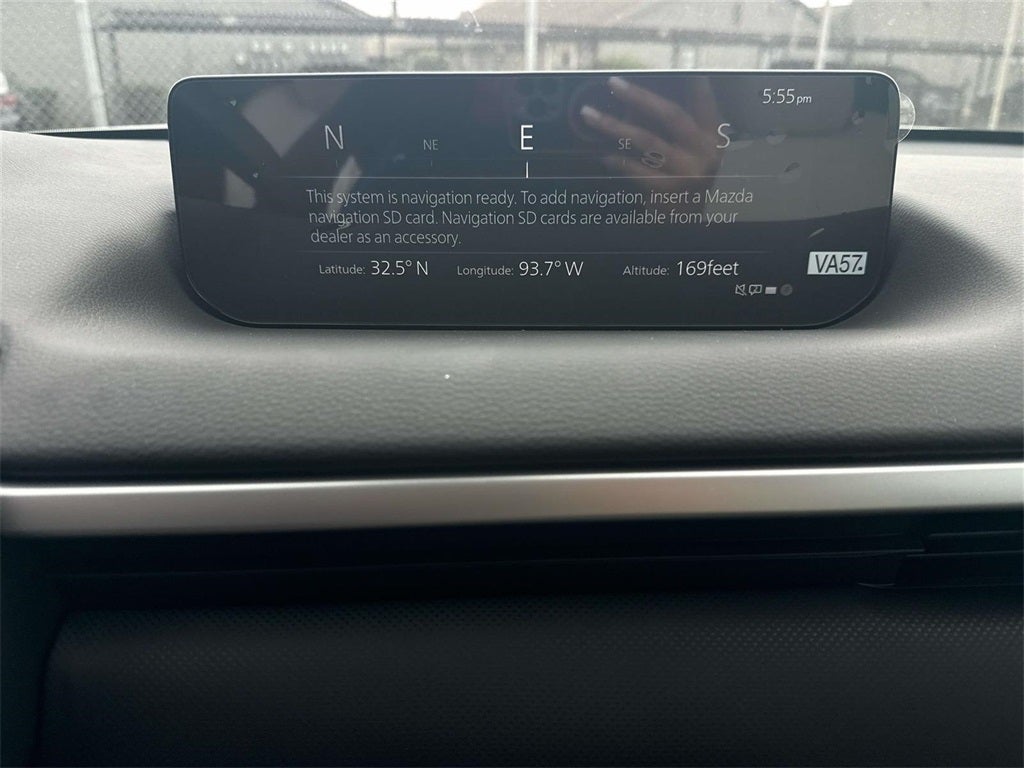 5:55pm
N NE E SE S
This system is navigation ready. To add navigation, insert a Mazda
navigation SD card. Navigation SD cards are available from your
dealer as an accessory.
Latitude: 32.5° N Longitude: 93.7° W Altitude: 169feet
VA57.